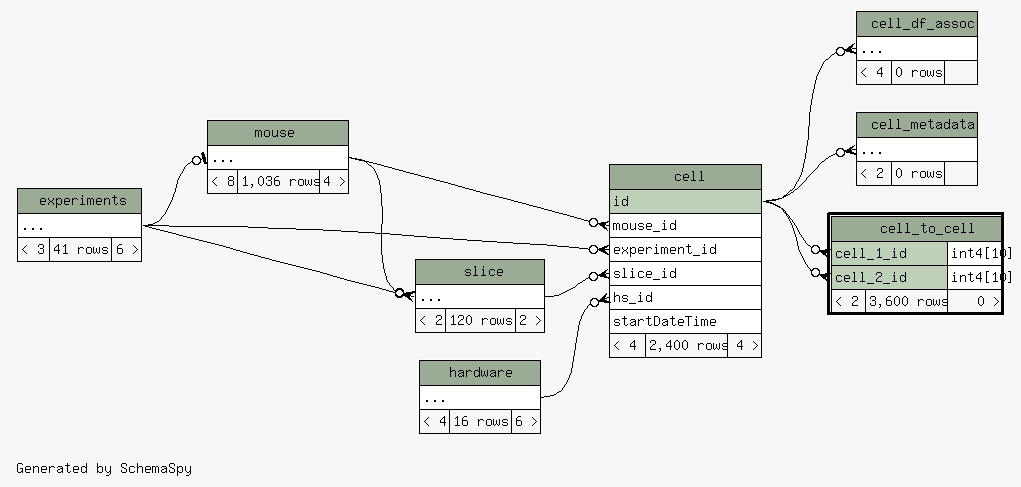 cell_df_assoc
...
< 4 0 rows
mouse
...
< 8 1,036 rows 4 >
cell_metadata
...
< 2 0 rows
experiments
...
< 3 41 rows 6 >
cell
id
mouse_id
experiment_id
slice_id
hs_id
startDateTime
< 4 2,400 rows 4 >
cell_to_cell
cell_1_id int4[10]
cell_2_id int4[10]
< 2 3,600 rows 0 >
slice
...
< 2 120 rows 2 >
hardware
...
< 4 16 rows 6 >
Generated by SchemaSpy